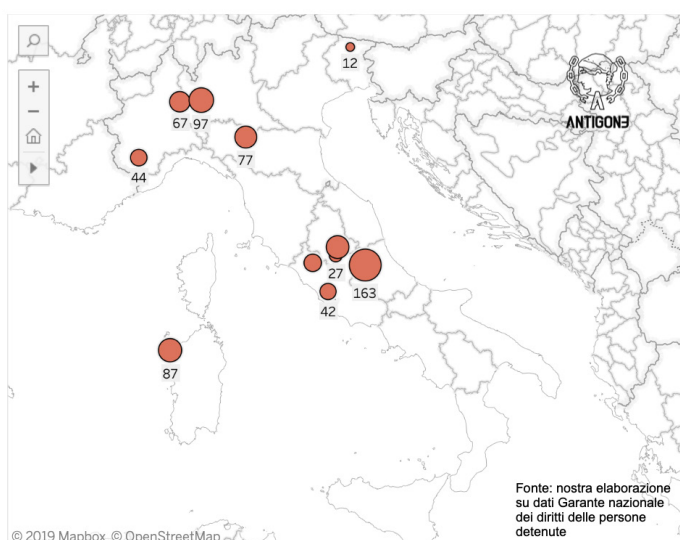 12
ANTIGONE
67 97
77
44
27
163
42
87
Fonte: nostra elaborazione
su dati Garante nazionale
dei diritti delle persone
detenute
© 2019 Mapbox © OpenStreetMap